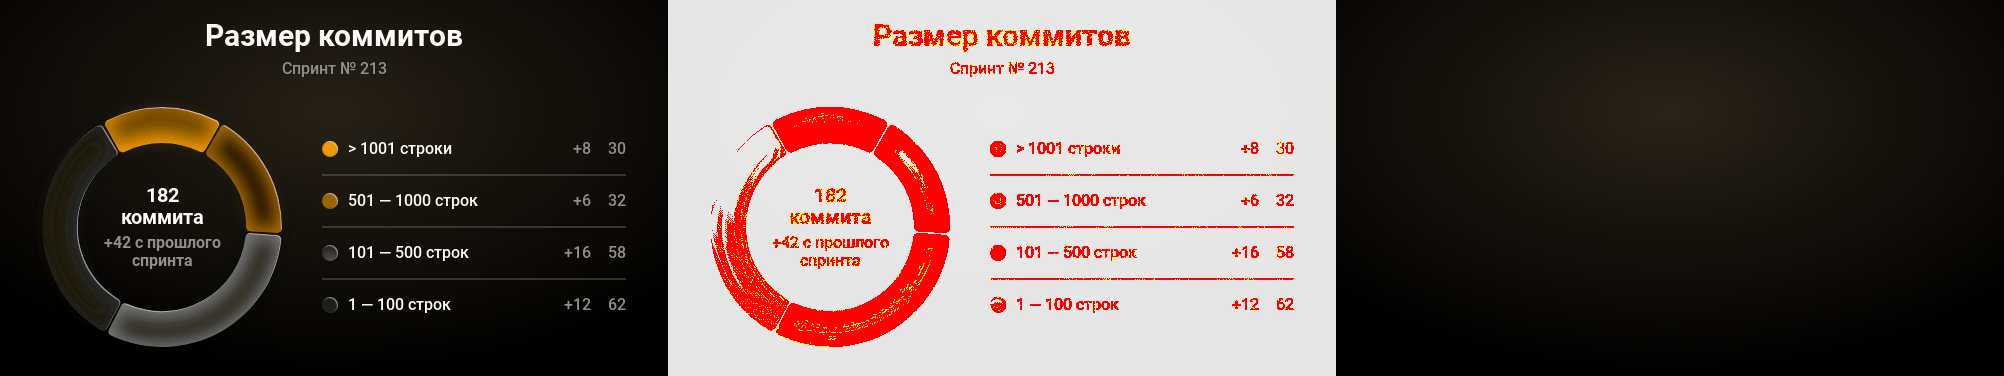 Размер коммитов
Спринт № 213
182
коммита
+42 с прошлого
спринта
> 1001 строки +8 30
501 — 1000 строк +6 32
101 — 500 строк +16 58
1 — 100 строк +12 62
Размер коммитов
Спринт № 213
182
коммита
+42 с прошлого
спринта
> 1001 строки +8 30
501 — 1000 строк +6 32
101 — 500 строк +16 58
1 — 100 строк +12 62